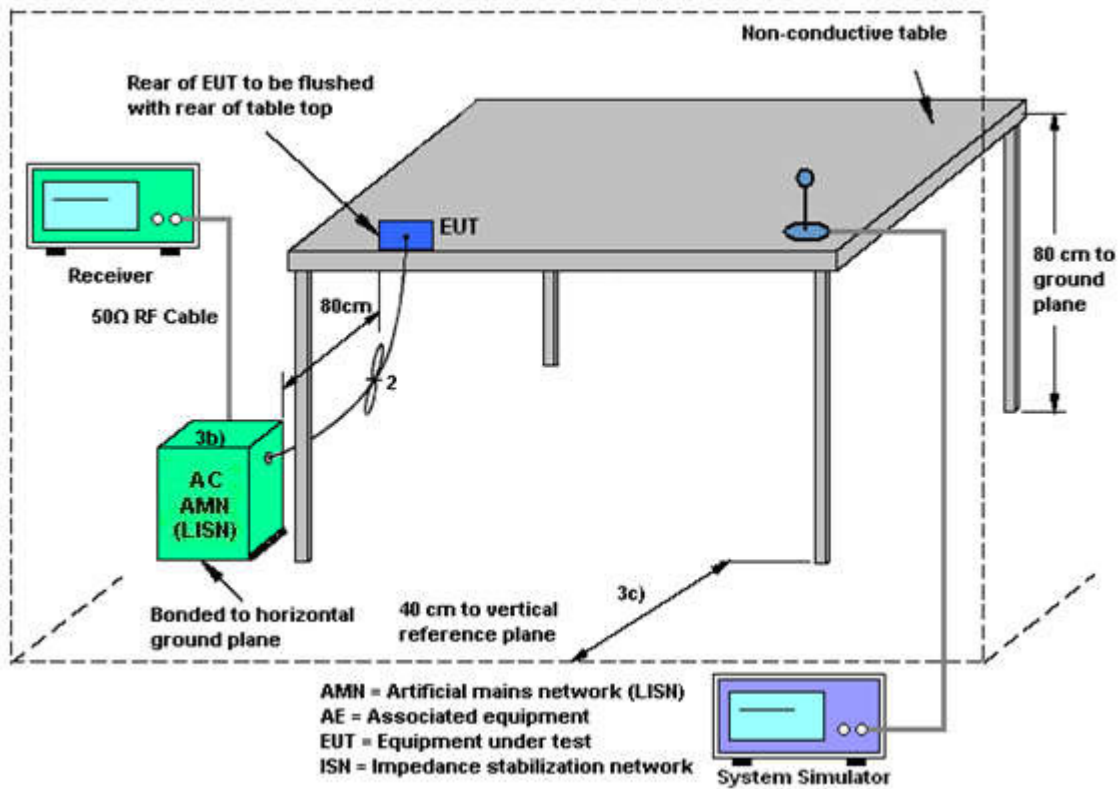 Non-conductive table
Rear of EUT to be flushed
with rear of table top
EUT
Receiver
80 cm to
ground
plane
80cm
50Ω RF Cable
2
3b)
AC
AMN
(LISN)
3c)
Bonded to horizontal
ground plane
40 cm to vertical
reference plane
AMN = Artificial mains network (LISN)
AE = Associated equipment
EUT = Equipment under test
ISN = Impedance stabilization network
System Simulator